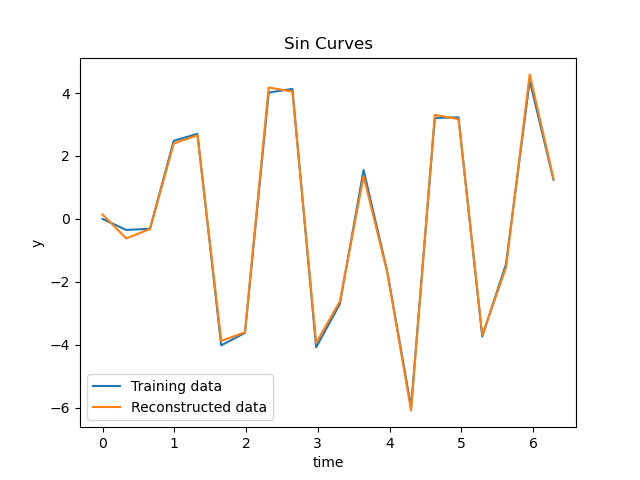 Sin Curves
4
2
0
−2
−4
−6
y
Training data
Reconstructed data
0 1 2 3 4 5 6
time